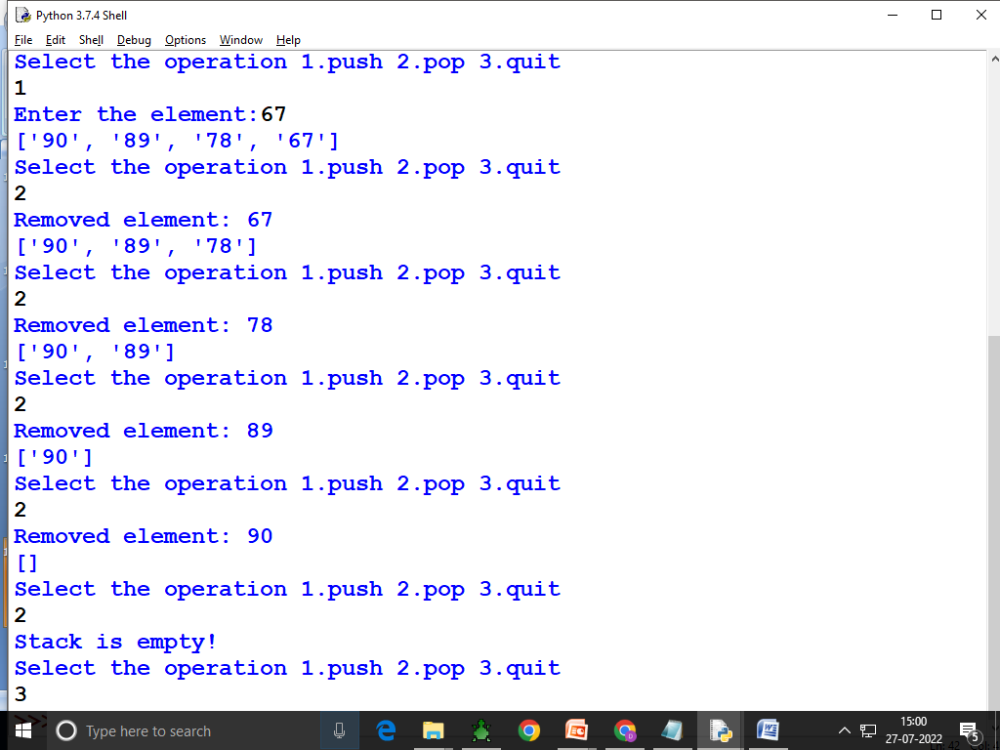 Python 3.7.4 Shell
File Edit Shell Debug Options Window Help
Select the operation 1.push 2.pop 3.quit
1
Enter the element:67
['90', '89', '78', '67']
Select the operation 1.push 2.pop 3.quit
2
Removed element: 67
['90', '89', '78']
Select the operation 1.push 2.pop 3.quit
2
Removed element: 78
['90', '89']
Select the operation 1.push 2.pop 3.quit
2
Removed element: 89
['90']
Select the operation 1.push 2.pop 3.quit
2
Removed element: 90
[]
Select the operation 1.push 2.pop 3.quit
2
Stack is empty!
Select the operation 1.push 2.pop 3.quit
3
>>>
Type here to search
15:00
27-07-2022
5